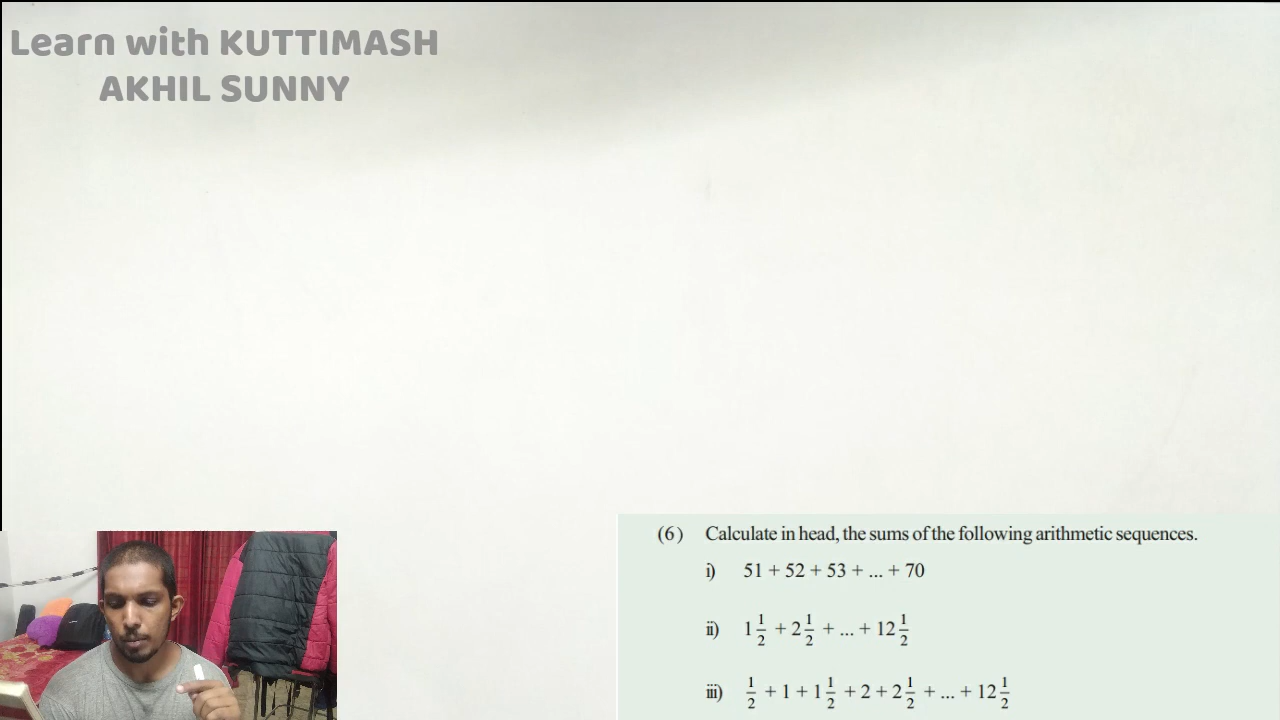 Learn with KUTTIMASH
AKHIL SUNNY
(6) Calculate in head, the sums of the following arithmetic sequences.
i) 51 + 52 + 53 + ... + 70
ii) 1 1/2 + 2 1/2 + ... + 12 1/2
iii) 1/2 + 1 + 1 1/2 + 2 + 2 1/2 + ... + 12 1/2